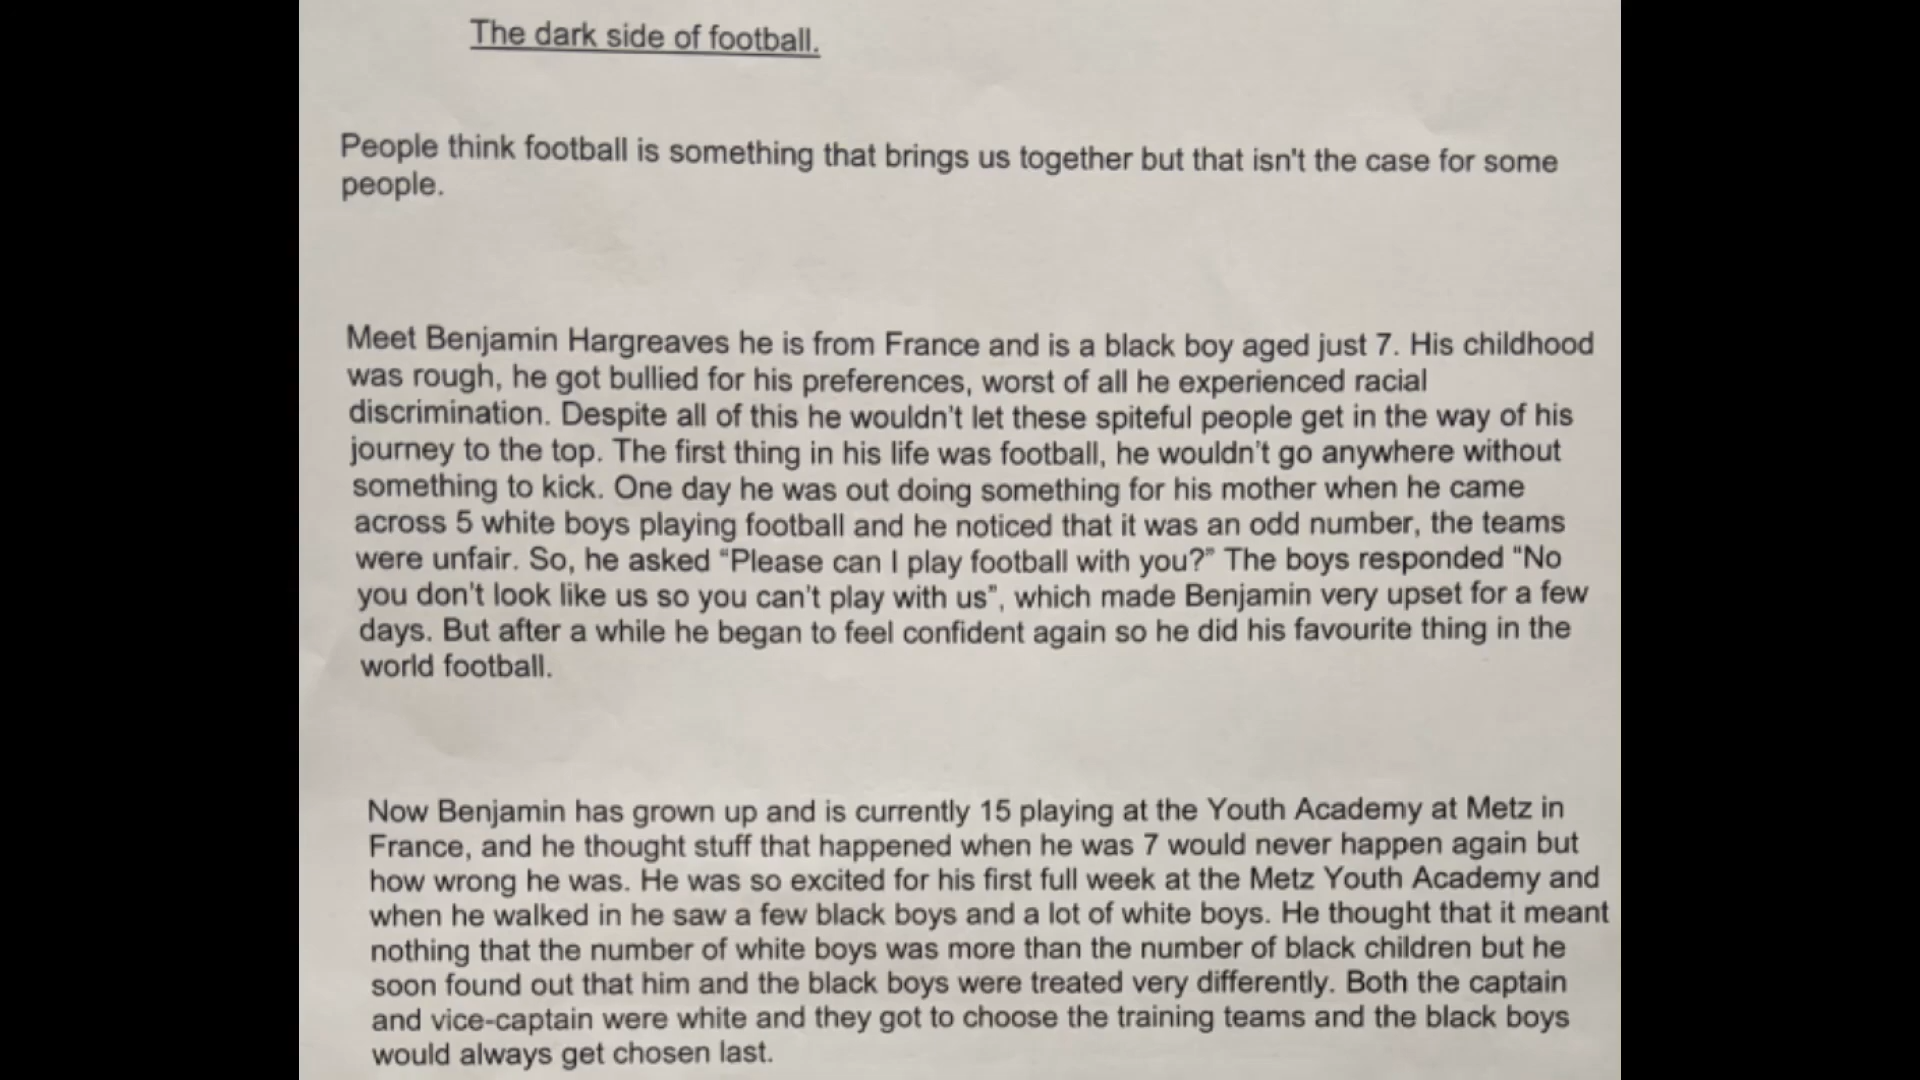 The dark side of football.
People think football is something that brings us together but that isn't the case for some
people.
Meet Benjamin Hargreaves he is from France and is a black boy aged just 7. His childhood
was rough, he got bullied for his preferences, worst of all he experienced racial
discrimination. Despite all of this he wouldn't let these spiteful people get in the way of his
journey to the top. The first thing in his life was football, he wouldn't go anywhere without
something to kick. One day he was out doing something for his mother when he came
across 5 white boys playing football and he noticed that it was an odd number, the teams
were unfair. So, he asked “Please can I play football with you?” The boys responded “No
you don't look like us so you can't play with us”, which made Benjamin very upset for a few
days. But after a while he began to feel confident again so he did his favourite thing in the
world football.
Now Benjamin has grown up and is currently 15 playing at the Youth Academy at Metz in
France, and he thought stuff that happened when he was 7 would never happen again but
how wrong he was. He was so excited for his first full week at the Metz Youth Academy and
when he walked in he saw a few black boys and a lot of white boys. He thought that it meant
nothing that the number of white boys was more than the number of black children but he
soon found out that him and the black boys were treated very differently. Both the captain
and vice-captain were white and they got to choose the training teams and the black boys
would always get chosen last.